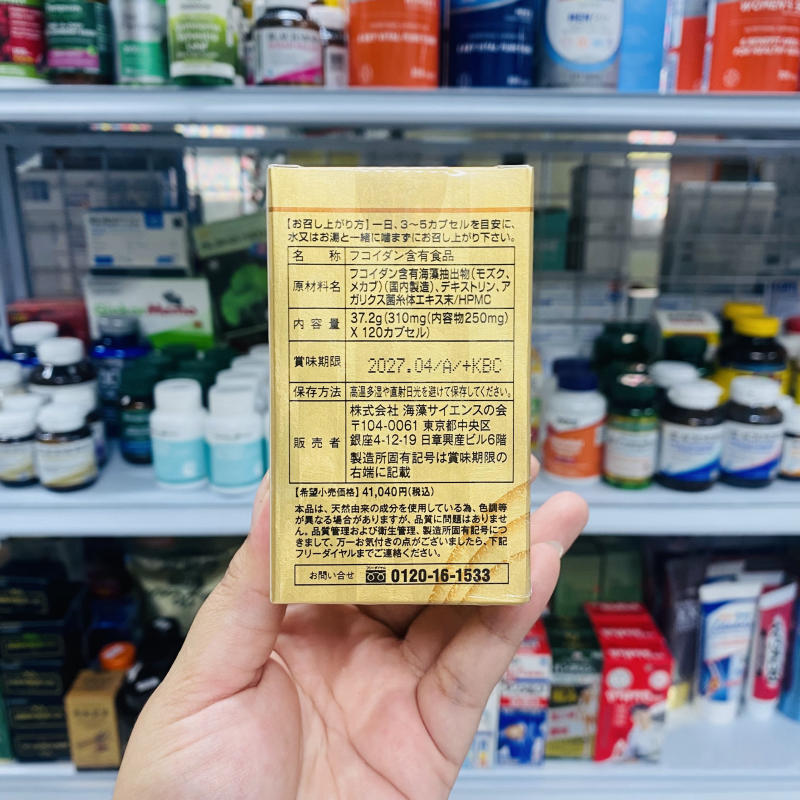 【お召し上がり方】一日、3〜5カプセルを目安に、
水又はお湯と一緒に噛まずにお召し上がり下さい。
名 称 フコイダン含有食品
原材料名 フコイダン含有海藻抽出物(モズク、
メカブ)(国内製造)、デキストリン、ア
ガリクス菌糸体エキス末/HPMC
内容量 37.2g(310mg(内容物250mg)
X 120カプセル)
賞味期限 2027.04/A/+KBC
保存方法 高温多湿や直射日光を避けて保存してください。
販売者 株式会社 海藻サイエンスの会
〒104-0061 東京都中央区
銀座4-12-19 日章興産ビル6階
製造所固有記号は賞味期限の
右端に記載
【希望小売価格】41,040円(税込)
本品は、天然由来の成分を使用している為、色調等
が異なる場合がありますが、品質に問題はありませ
ん。品質管理および衛生管理、製造所固有記号に
つきまして、万一お気付きの点がございましたら、下記
フリーダイヤルまでご連絡ください。
お問い合せ フリーダイヤル 0120-16-1533